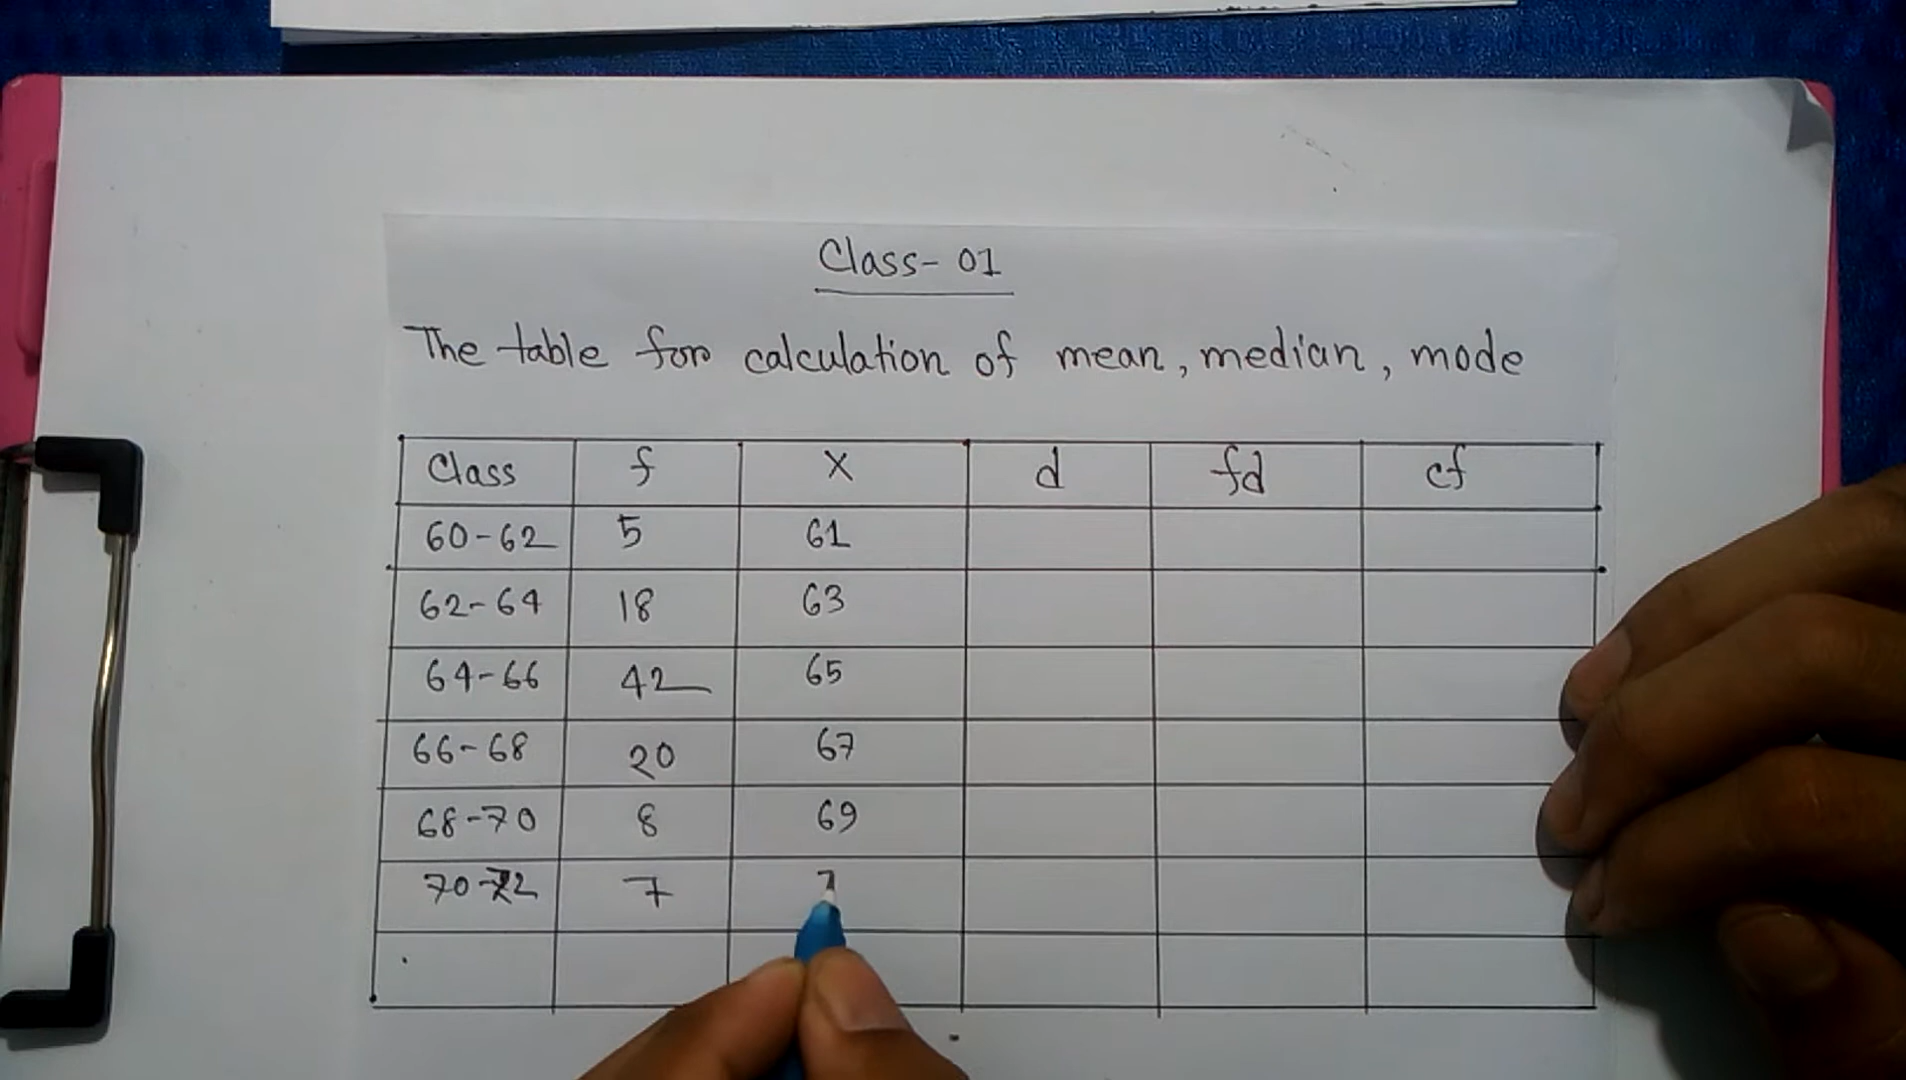 Class- 01
The table for calculation of mean, median, mode
Class f x d fd cf
60-62 5 61
62-64 18 63
64-66 42 65
66-68 20 67
68-70 8 69
70-72 7 7